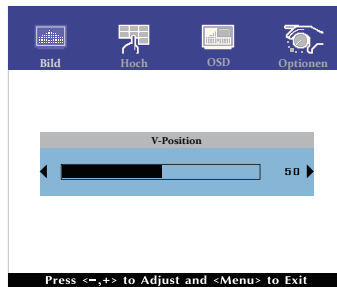 Bild Hoch OSD Optionen
V-Position
50
Press <–,+> to Adjust and <Menu> to Exit